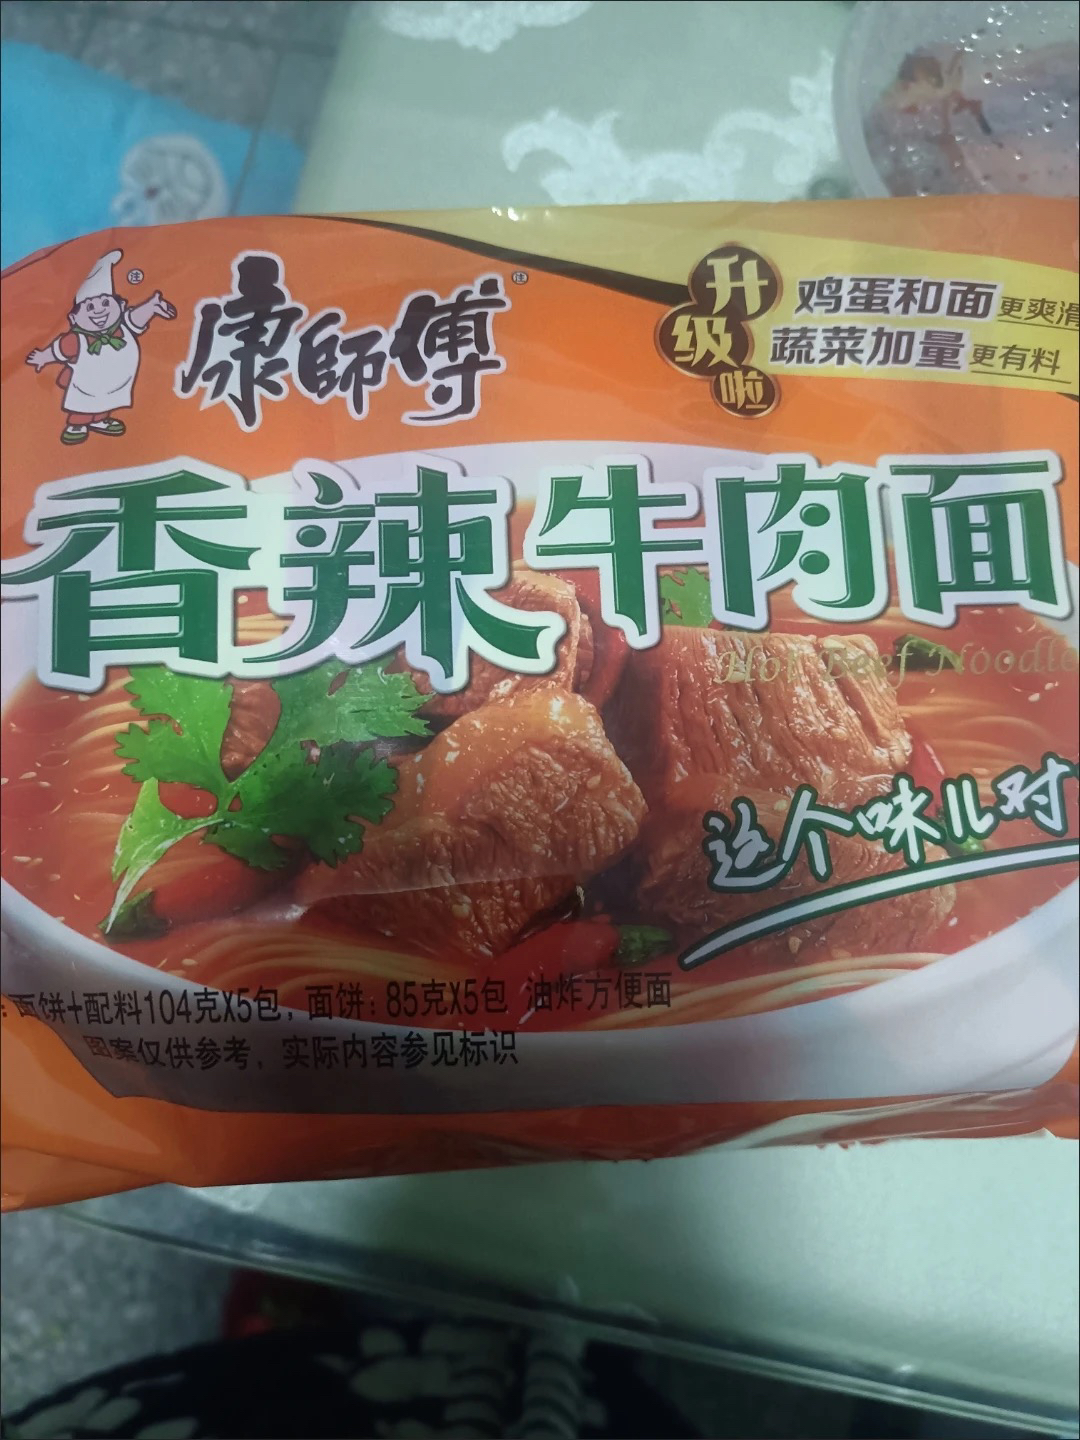 康師傅
注
注
升级啦
鸡蛋和面 更爽滑
蔬菜加量 更有料
香辣牛肉面
Hot Beef Noodle
这个味儿对
: 面饼+配料104克X5包, 面饼: 85克X5包 油炸方便面
图案仅供参考, 实际内容参见标识